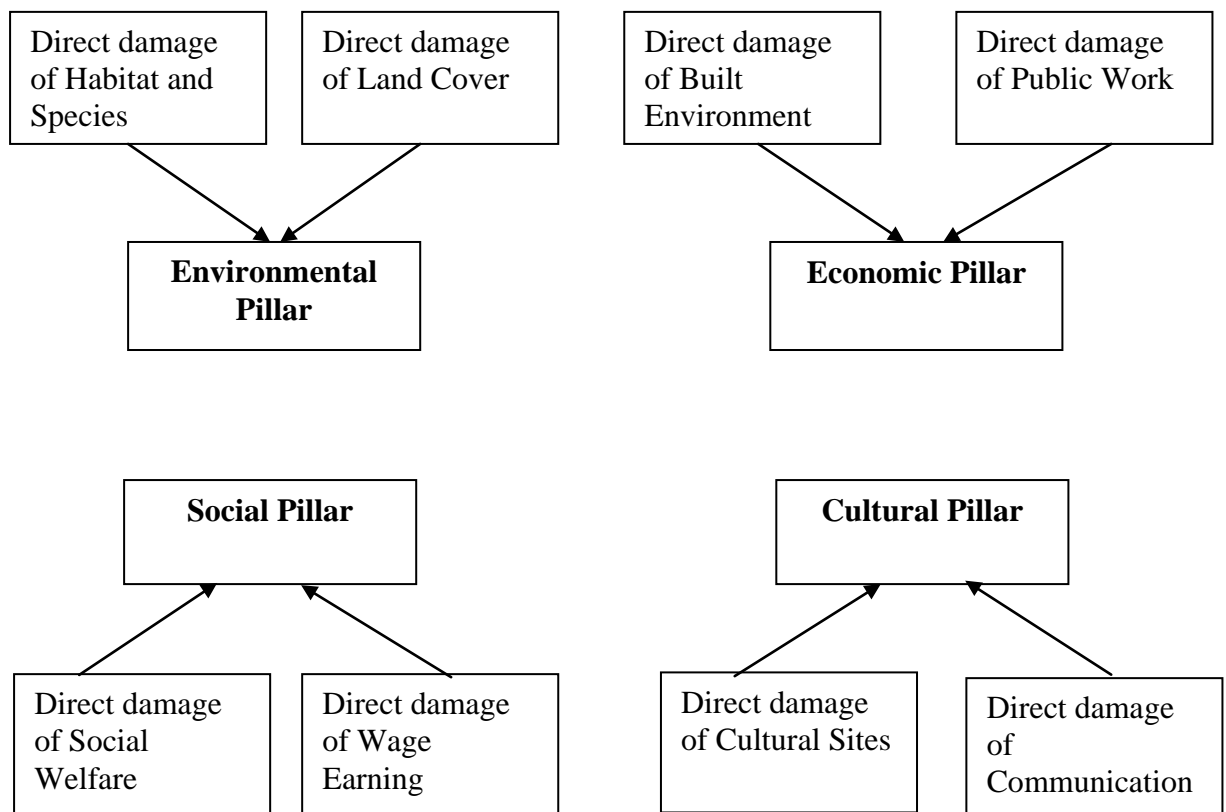 Direct damage
of Habitat and
Species
Direct damage
of Land Cover
Direct damage
of Built
Environment
Direct damage
of Public Work
Environmental
Pillar
Economic Pillar
Social Pillar
Cultural Pillar
Direct damage
of Social
Welfare
Direct damage
of Wage
Earning
Direct damage
of Cultural Sites
Direct damage
of
Communication